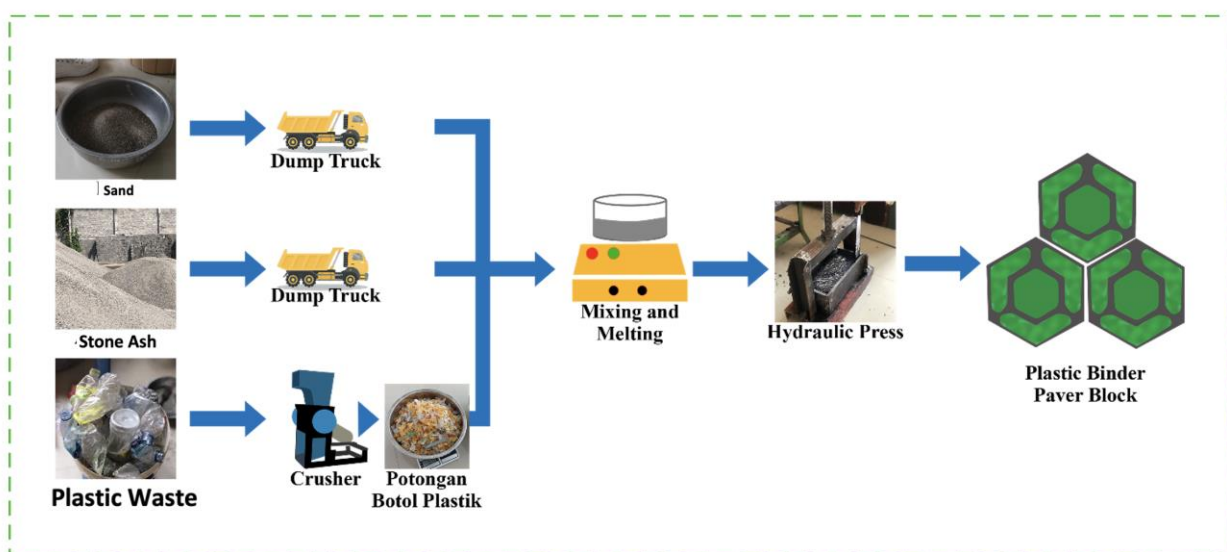 Sand
Dump Truck
Stone Ash
Dump Truck
Plastic Waste
Crusher
Potongan
Botol Plastik
Mixing and
Melting
Hydraulic Press
Plastic Binder
Paver Block